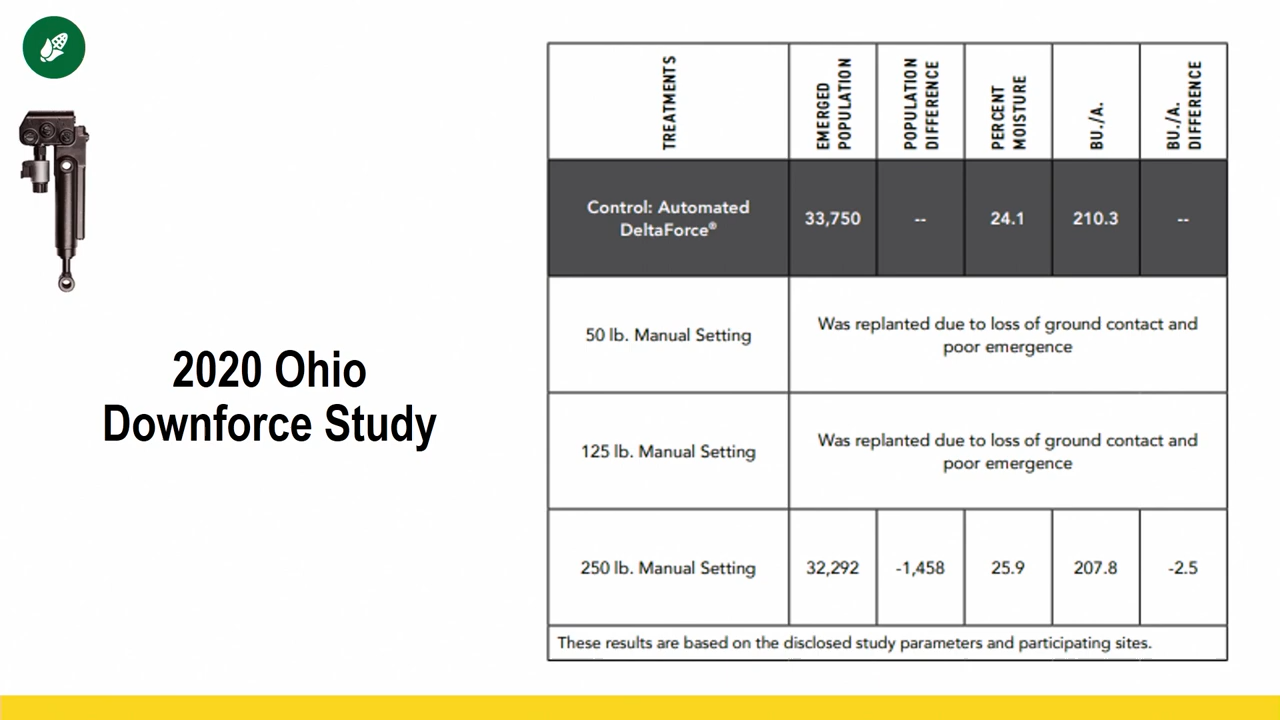 2020 Ohio
Downforce Study
TREATMENTS
EMERGED
POPULATION
POPULATION
DIFFERENCE
PERCENT
MOISTURE
BU./A.
BU./A.
DIFFERENCE
Control: Automated
DeltaForce®
33,750
--
24.1
210.3
--
50 lb. Manual Setting
Was replanted due to loss of ground contact and
poor emergence
125 lb. Manual Setting
Was replanted due to loss of ground contact and
poor emergence
250 lb. Manual Setting
32,292
-1,458
25.9
207.8
-2.5
These results are based on the disclosed study parameters and participating sites.